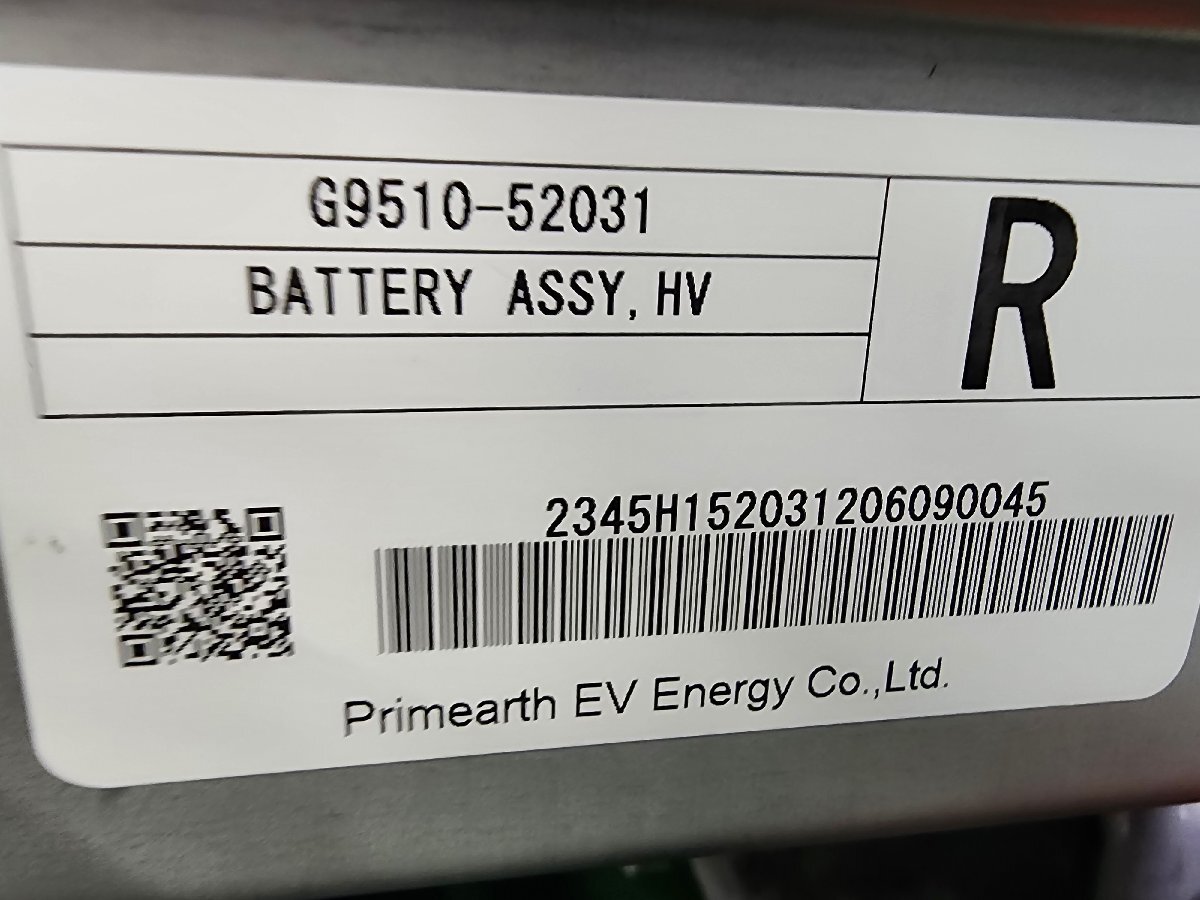 G9510-52031
BATTERY ASSY, HV
R
2345H152031206090045
Primearth EV Energy Co.,Ltd.